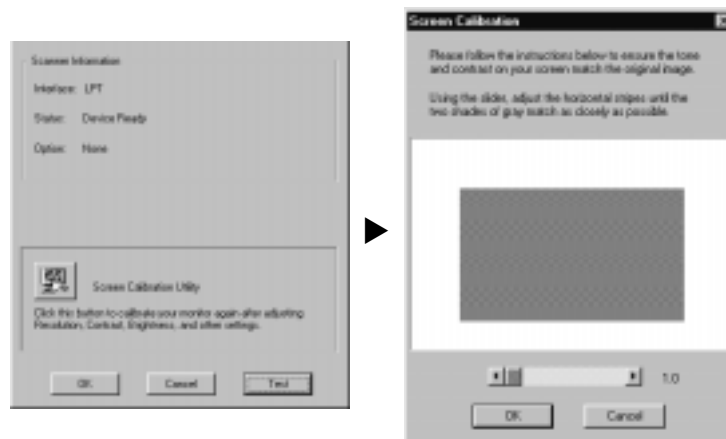 Scanner Information
Interface: LPT
Status: Device Ready
Option: None
Screen Calibration Utility
Click this button to calibrate your monitor again after adjusting
Resolution, Contrast, Brightness, and other settings.
OK Cancel Test
Screen Calibration
Please follow the instructions below to ensure the tone
and contrast on your screen match the original image.
Using the slider, adjust the horizontal stripes until the
two shades of gray match as closely as possible.
1.0
OK Cancel